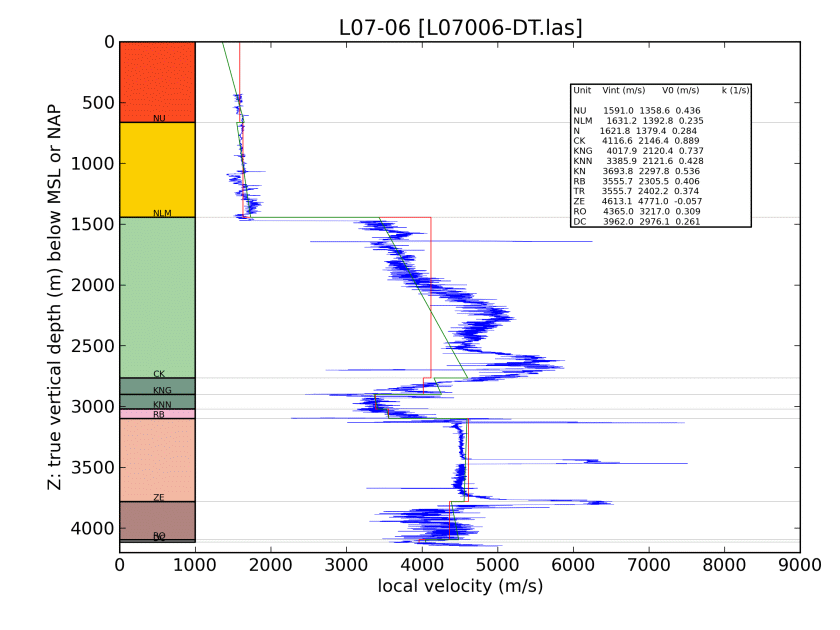 L07-06 [L07006-DT.las]
Z: true vertical depth (m) below MSL or NAP
0
500
1000
1500
2000
2500
3000
3500
4000
NU
NLM
CK
KNG
KNN
RB
ZE
RO
DC
Unit Vint (m/s) V0 (m/s) k (1/s)
NU 1591.0 1358.6 0.436
NLM 1631.2 1392.8 0.235
N 1621.8 1379.4 0.284
CK 4116.6 2146.4 0.889
KNG 4017.9 2120.4 0.737
KNN 3385.9 2121.6 0.428
KN 3693.8 2297.8 0.536
RB 3555.7 2305.5 0.406
TR 3555.7 2402.2 0.374
ZE 4613.1 4771.0 -0.057
RO 4365.0 3217.0 0.309
DC 3962.0 2976.1 0.261
0 1000 2000 3000 4000 5000 6000 7000 8000 9000
local velocity (m/s)